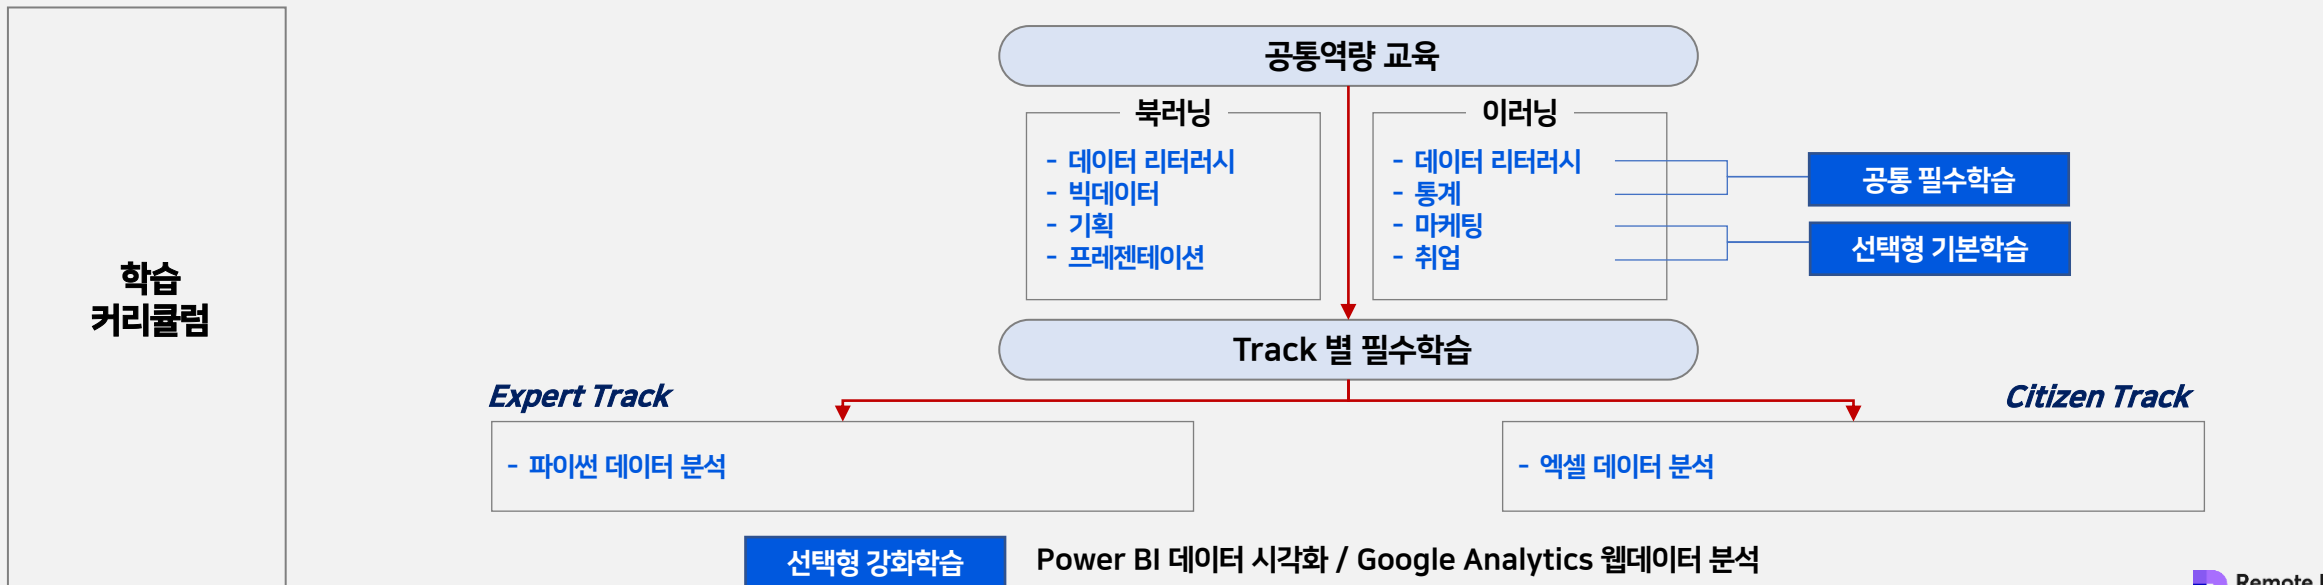 학습
커리큘럼
공통역량 교육
북러닝
- 데이터 리터러시
- 빅데이터
- 기획
- 프레젠테이션
이러닝
- 데이터 리터러시
- 통계
- 마케팅
- 취업
공통 필수학습
선택형 기본학습
Track 별 필수학습
Expert Track
- 파이썬 데이터 분석
Citizen Track
- 엑셀 데이터 분석
선택형 강화학습
Power BI 데이터 시각화 / Google Analytics 웹데이터 분석